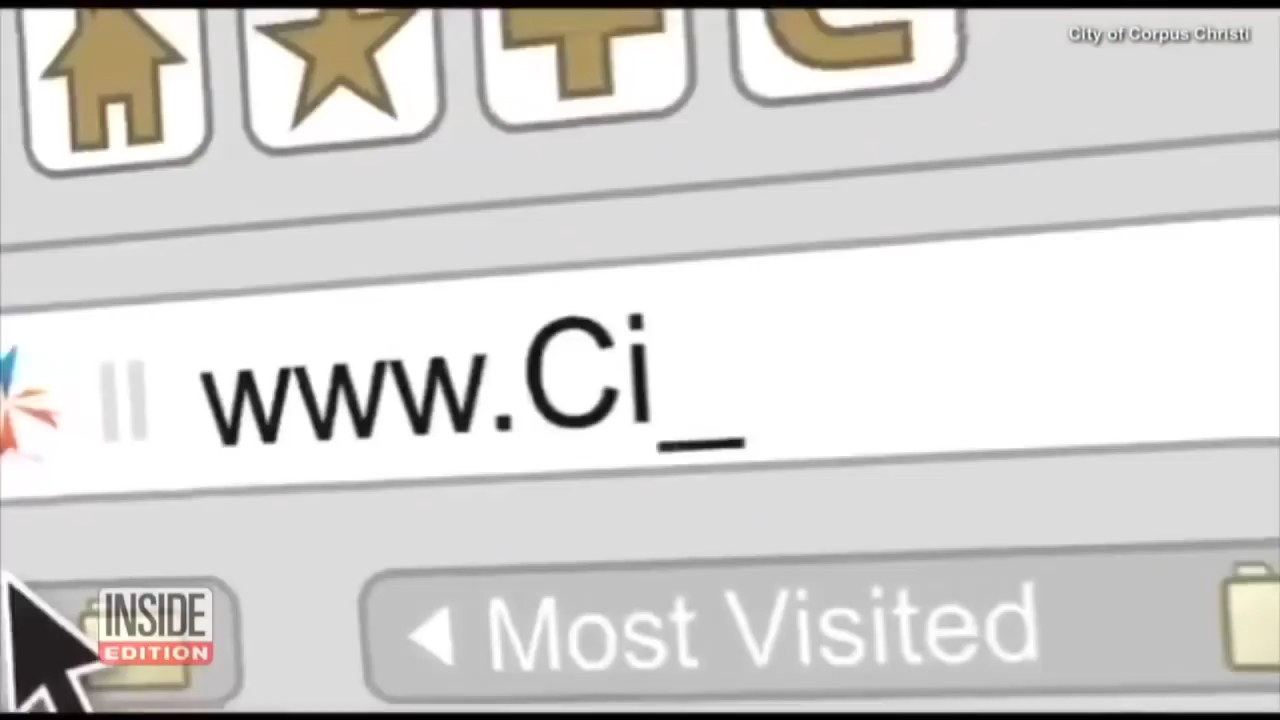 City of Corpus Christi
www.Ci_
Most Visited
INSIDE
EDITION